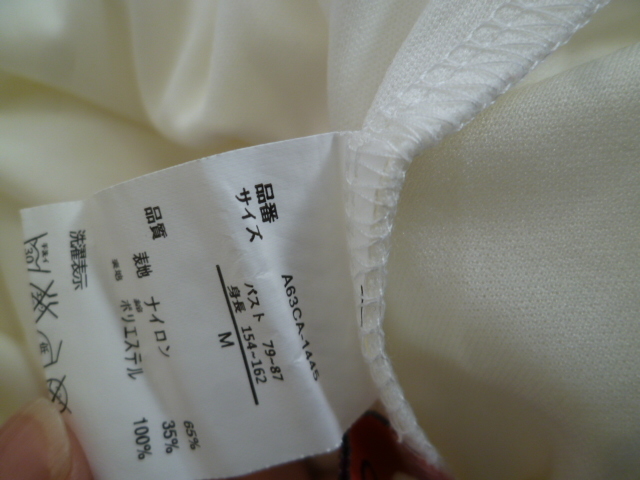 品番 A63CA-144S
サイズ
バスト 79-87
身長 154-162
M
品質
表地 ナイロン 65%
35%
ポリエステル 100%
洗濯表示